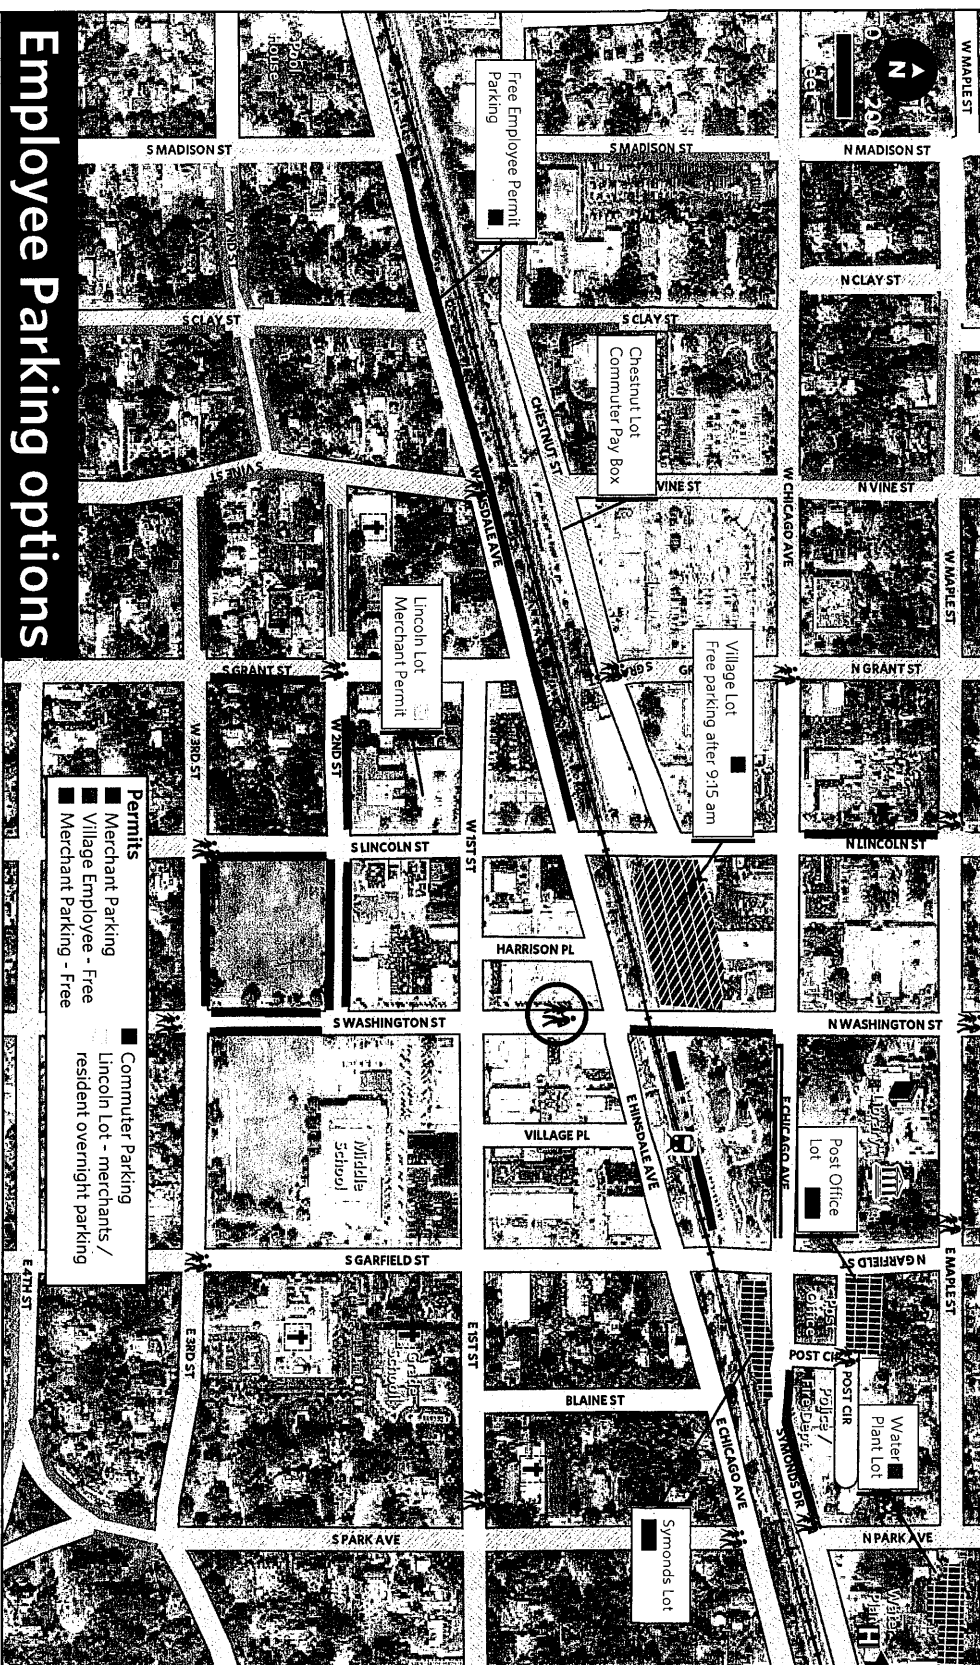 Employee Parking options
N
0 200
W MAPLE ST
S MADISON ST
S MADISON ST
N MADISON ST
Free Employee Permit
Parking
W 2ND ST
S CLAY ST
S CLAY ST
N CLAY ST
Chestnut Lot
Commuter Pay Box
CHESTNUT ST
S VINE ST
VINE ST
N VINE ST
W CHICAGO AVE
W MAPLE ST
Lincoln Lot
Merchant Permit
Village Lot
Free parking after 9:15 am
S GRANT ST
N GRANT ST
W 3RD ST
W 2ND ST
W 1ST ST
S LINCOLN ST
N LINCOLN ST
HARRISON PL
S WASHINGTON ST
N WASHINGTON ST
Permits
Merchant Parking
Village Employee - Free
Merchant Parking - Free
Commuter Parking
Lincoln Lot - merchants /
resident overnight parking
Middle
School
VILLAGE PL
E HINSDALE AVE
E CHICAGO AVE
Library
Post Office
Lot
S GARFIELD ST
N GARFIELD ST
E MAPLE ST
E 4TH ST
E 3RD ST
E 1ST ST
BLAINE ST
E CHICAGO AVE
POST CIR
POST CIR
Police /
Fire Dept.
SYMONDS DR
Water
Plant Lot
Symonds Lot
S PARK AVE
N PARK AVE
Water
Plant
H